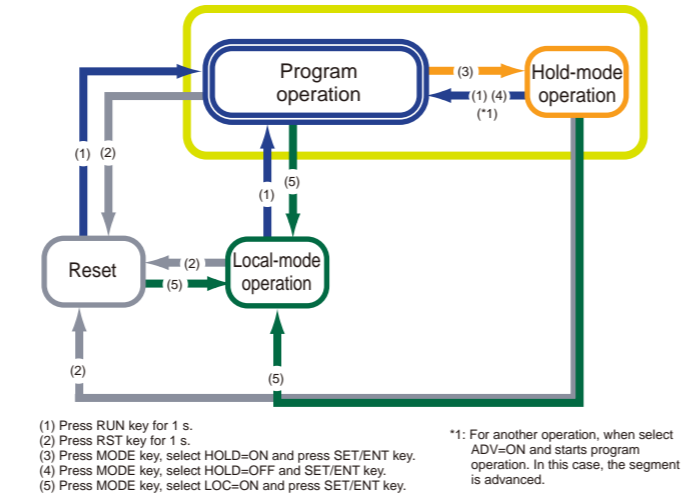 Program
operation
(3)
Hold-mode
operation
(1) (4)
(*1)
(1)
(2)
(1)
(5)
Reset
(2)
(5)
Local-mode
operation
(2)
(5)
(1) Press RUN key for 1 s.
(2) Press RST key for 1 s.
(3) Press MODE key, select HOLD=ON and press SET/ENT key.
(4) Press MODE key, select HOLD=OFF and SET/ENT key.
(5) Press MODE key, select LOC=ON and press SET/ENT key.
*1: For another operation, when select
ADV=ON and starts program
operation. In this case, the segment
is advanced.